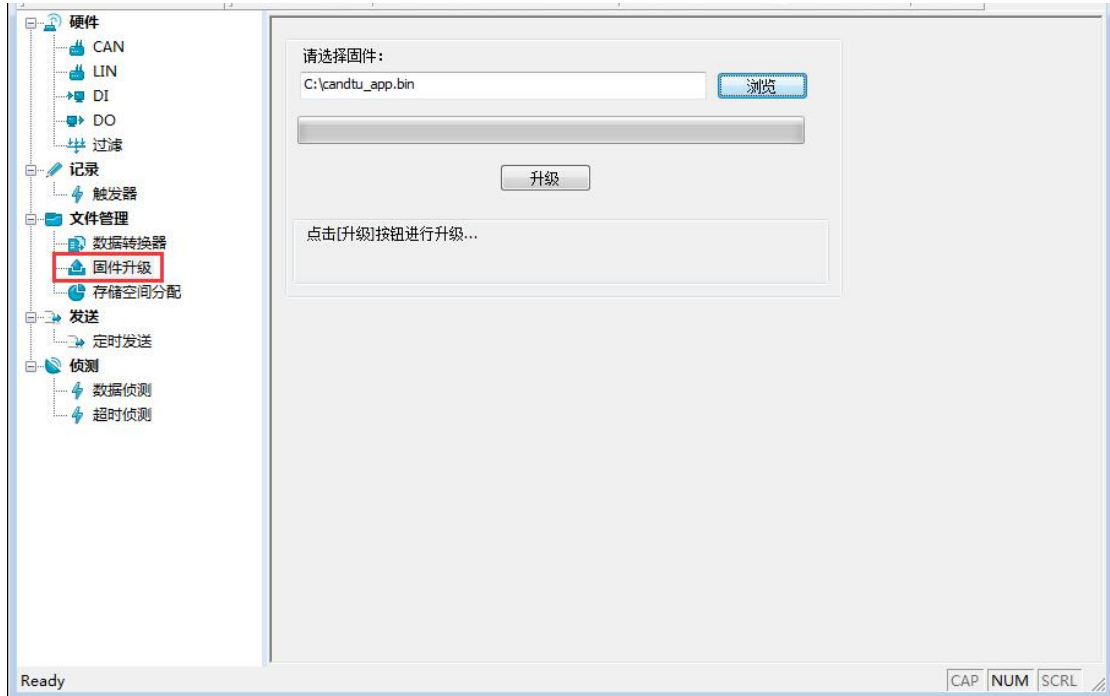 硬件
CAN
LIN
DI
DO
过滤
记录
触发器
文件管理
数据转换器
固件升级
存储空间分配
发送
定时发送
侦测
数据侦测
超时侦测
请选择固件：
C:\candtu_app.bin
浏览
升级
点击[升级]按钮进行升级...
Ready
CAP NUM SCRL